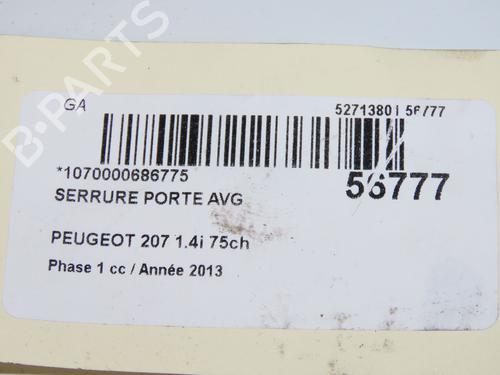 B-PARTS
GA
5271380 | 56777
*1070000686775
56777
SERRURE PORTE AVG
PEUGEOT 207 1.4i 75ch
Phase 1 cc / Année 2013